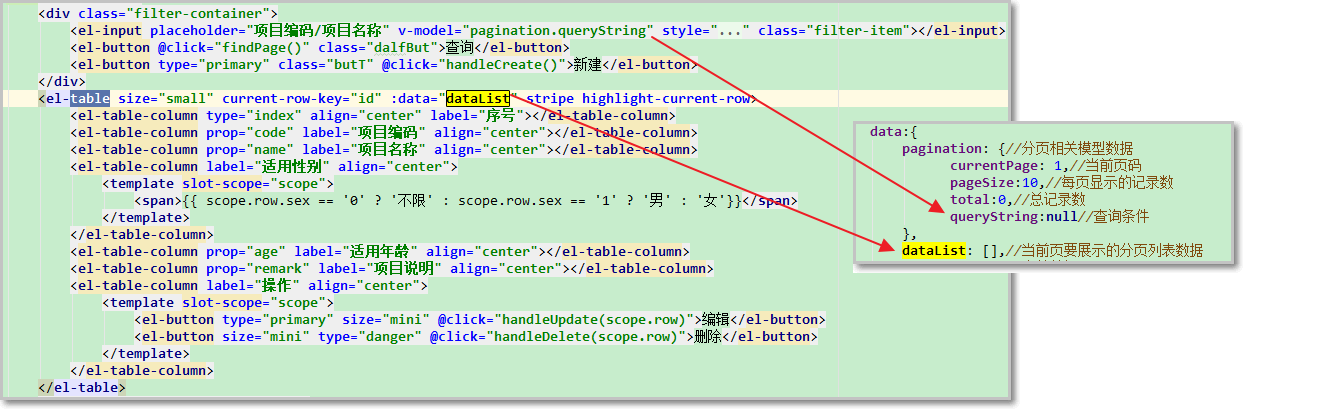 <div class="filter-container">
<el-input placeholder="项目编码/项目名称" v-model="pagination.queryString" style="..." class="filter-item"></el-input>
<el-button @click="findPage()" class="dalfBut">查询</el-button>
<el-button type="primary" class="butT" @click="handleCreate()">新建</el-button>
</div>
<el-table size="small" current-row-key="id" :data="dataList" stripe highlight-current-row>
<el-table-column type="index" align="center" label="序号"></el-table-column>
<el-table-column prop="code" label="项目编码" align="center"></el-table-column>
<el-table-column prop="name" label="项目名称" align="center"></el-table-column>
<el-table-column label="适用性别" align="center">
<template slot-scope="scope">
<span>{{ scope.row.sex == '0' ? '不限' : scope.row.sex == '1' ? '男' : '女'}}</span>
</template>
</el-table-column>
<el-table-column prop="age" label="适用年龄" align="center"></el-table-column>
<el-table-column prop="remark" label="项目说明" align="center"></el-table-column>
<el-table-column label="操作" align="center">
<template slot-scope="scope">
<el-button type="primary" size="mini" @click="handleUpdate(scope.row)">编辑</el-button>
<el-button size="mini" type="danger" @click="handleDelete(scope.row)">删除</el-button>
</template>
</el-table-column>
</el-table>
data:{
pagination: {//分页相关模型数据
currentPage: 1,//当前页码
pageSize:10,//每页显示的记录数
total:0,//总记录数
queryString:null//查询条件
},
dataList: [],//当前页要展示的分页列表数据